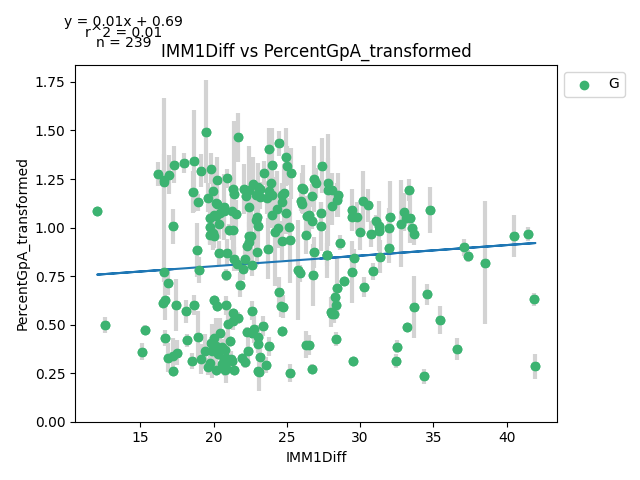 y = 0.01x + 0.69
r^2 = 0.01
n = 239
IMM1Diff vs PercentGpA_transformed
G
PercentGpA_transformed
1.75
1.50
1.25
1.00
0.75
0.50
0.25
0.00
15 20 25 30 35 40
IMM1Diff